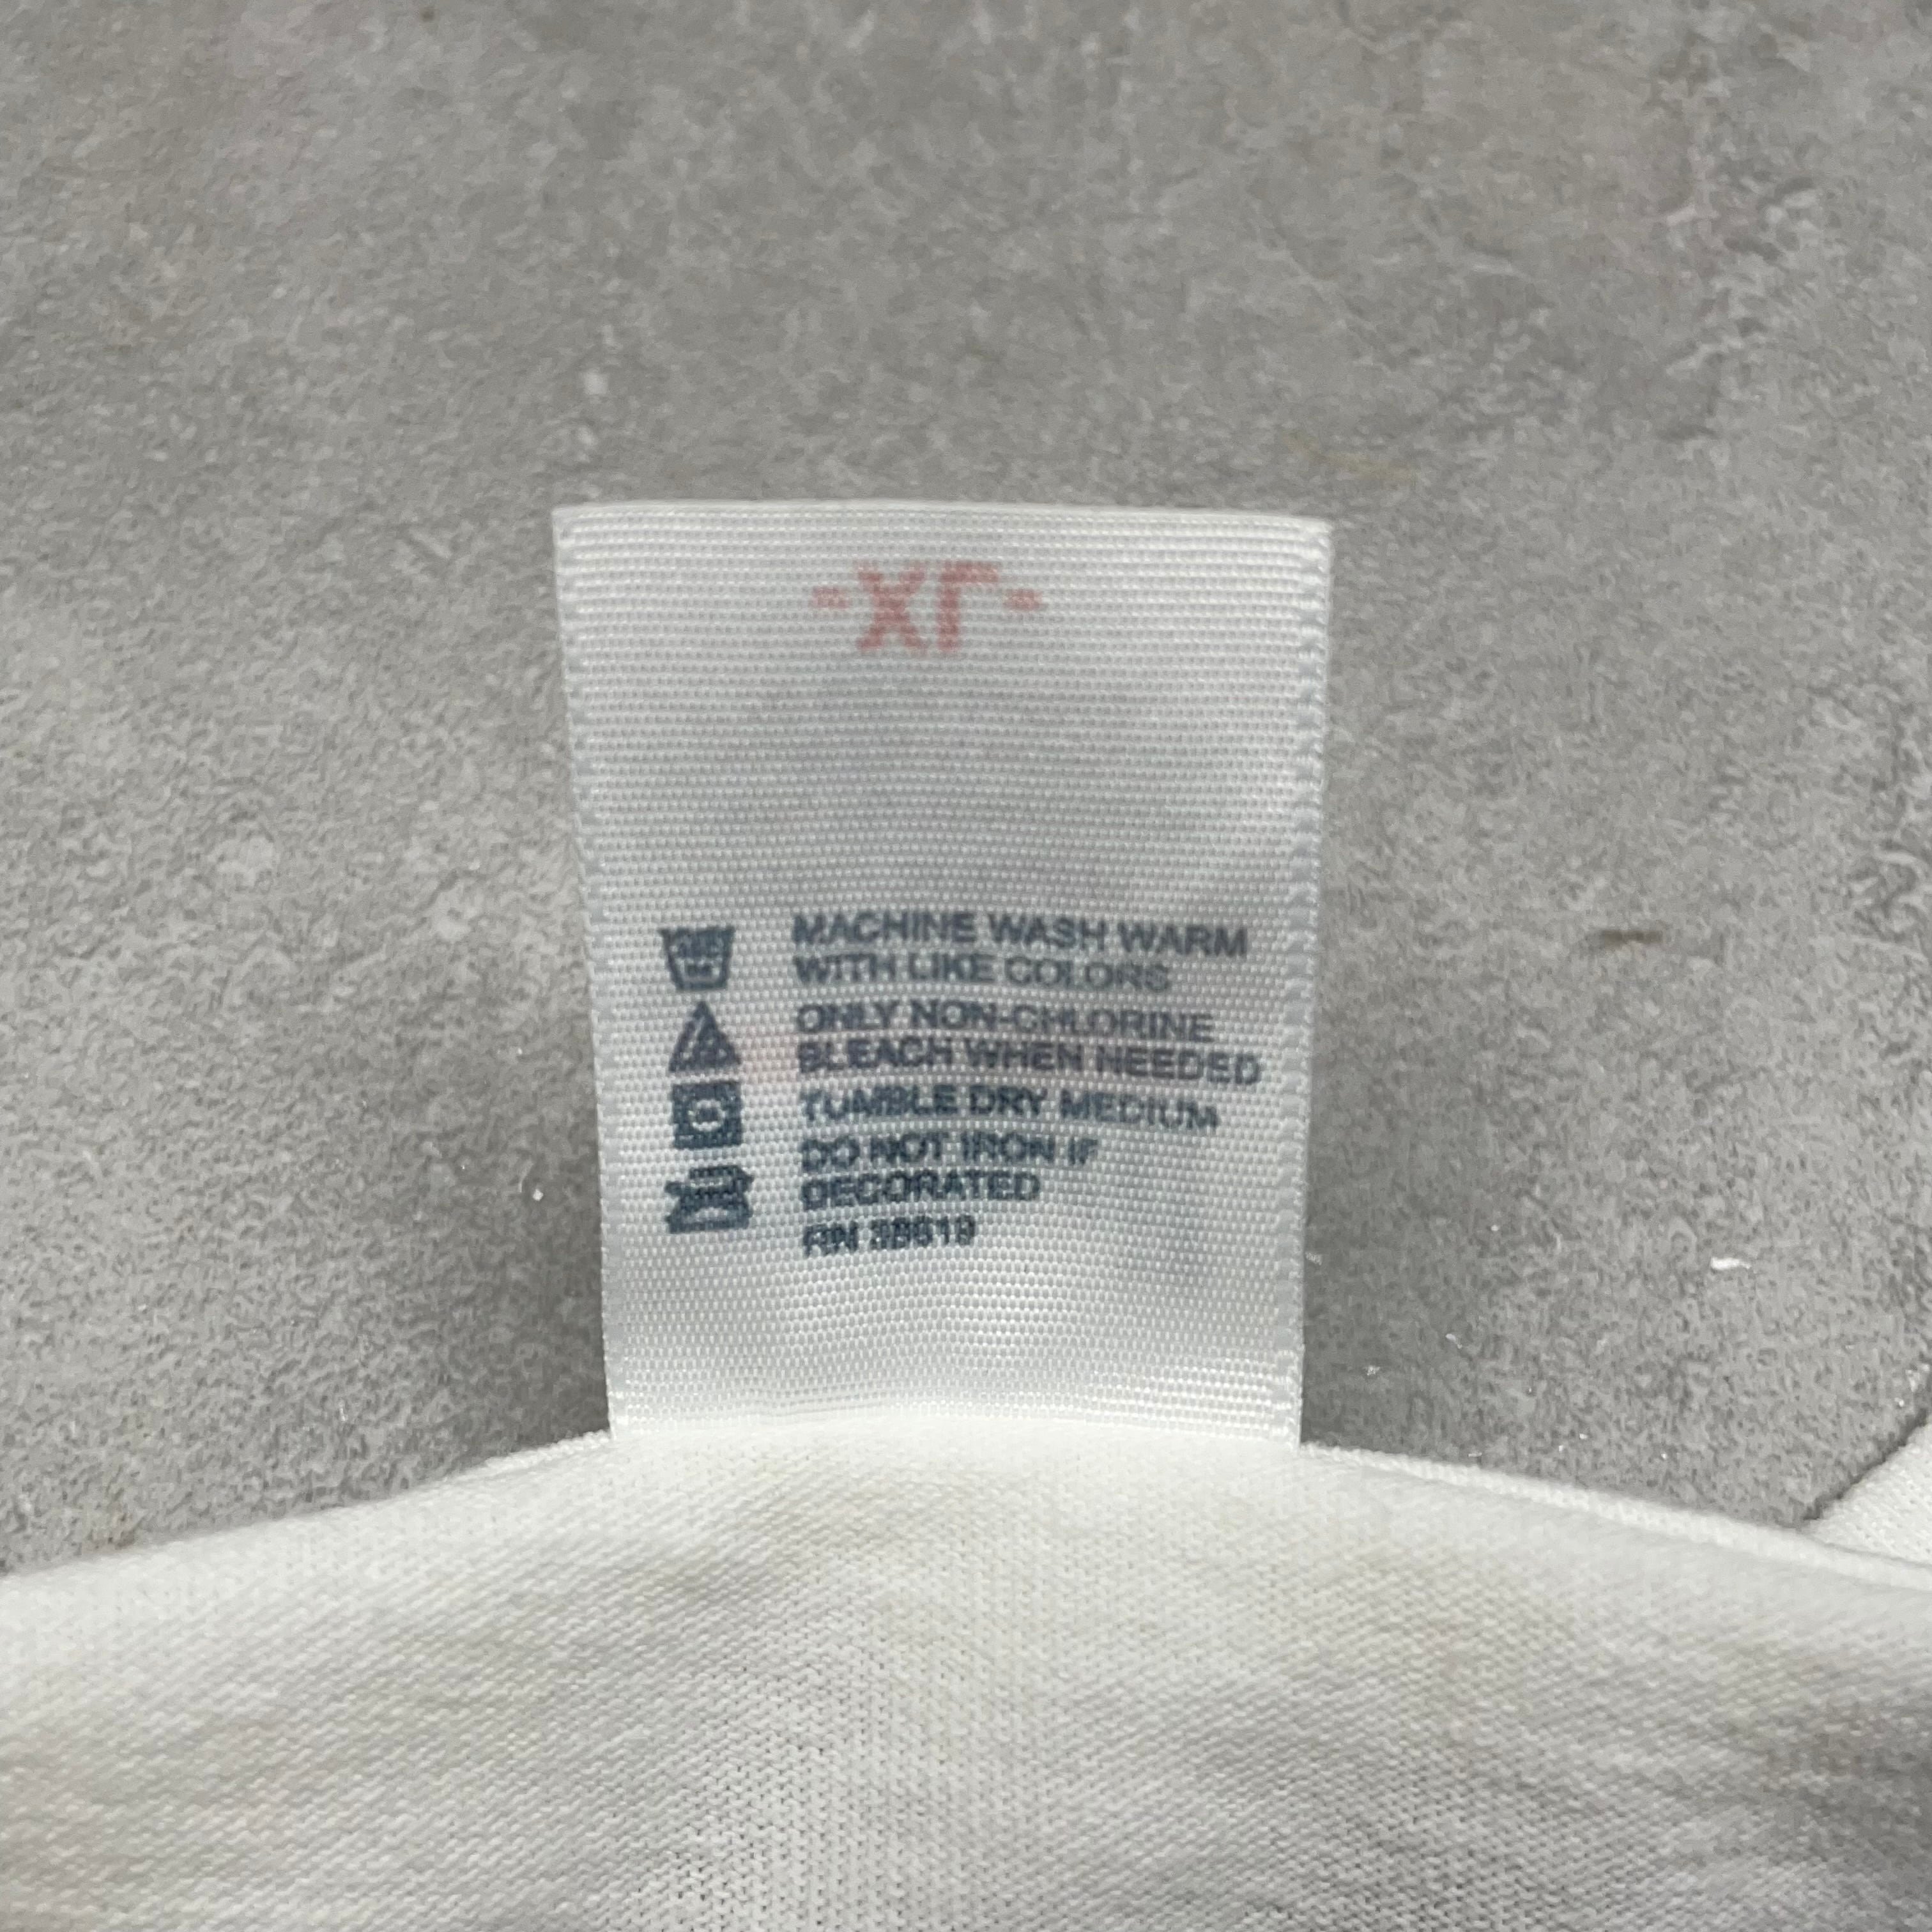 -XL-
MACHINE WASH WARM
WITH LIKE COLORS
ONLY NON-CHLORINE
BLEACH WHEN NEEDED
TUMBLE DRY MEDIUM
DO NOT IRON IF
DECORATED
RN